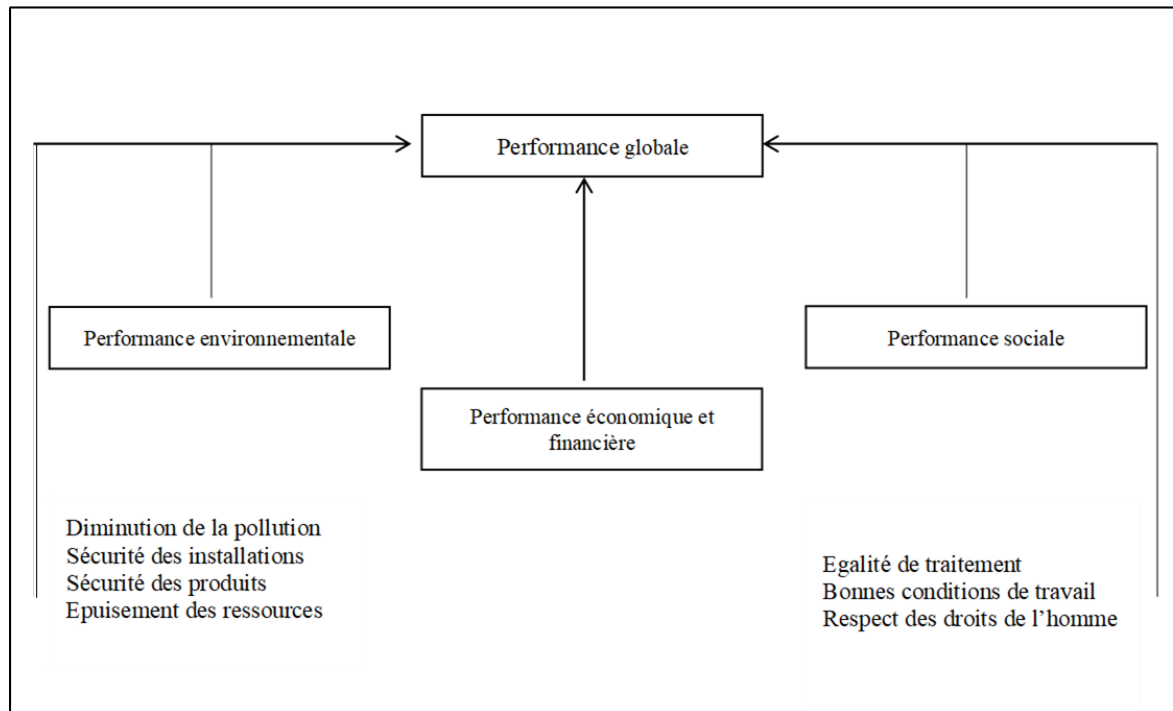 Performance globale
Performance environnementale
Performance sociale
Performance économique et
financière
Diminution de la pollution
Sécurité des installations
Sécurité des produits
Epuisement des ressources
Egalité de traitement
Bonnes conditions de travail
Respect des droits de l’homme